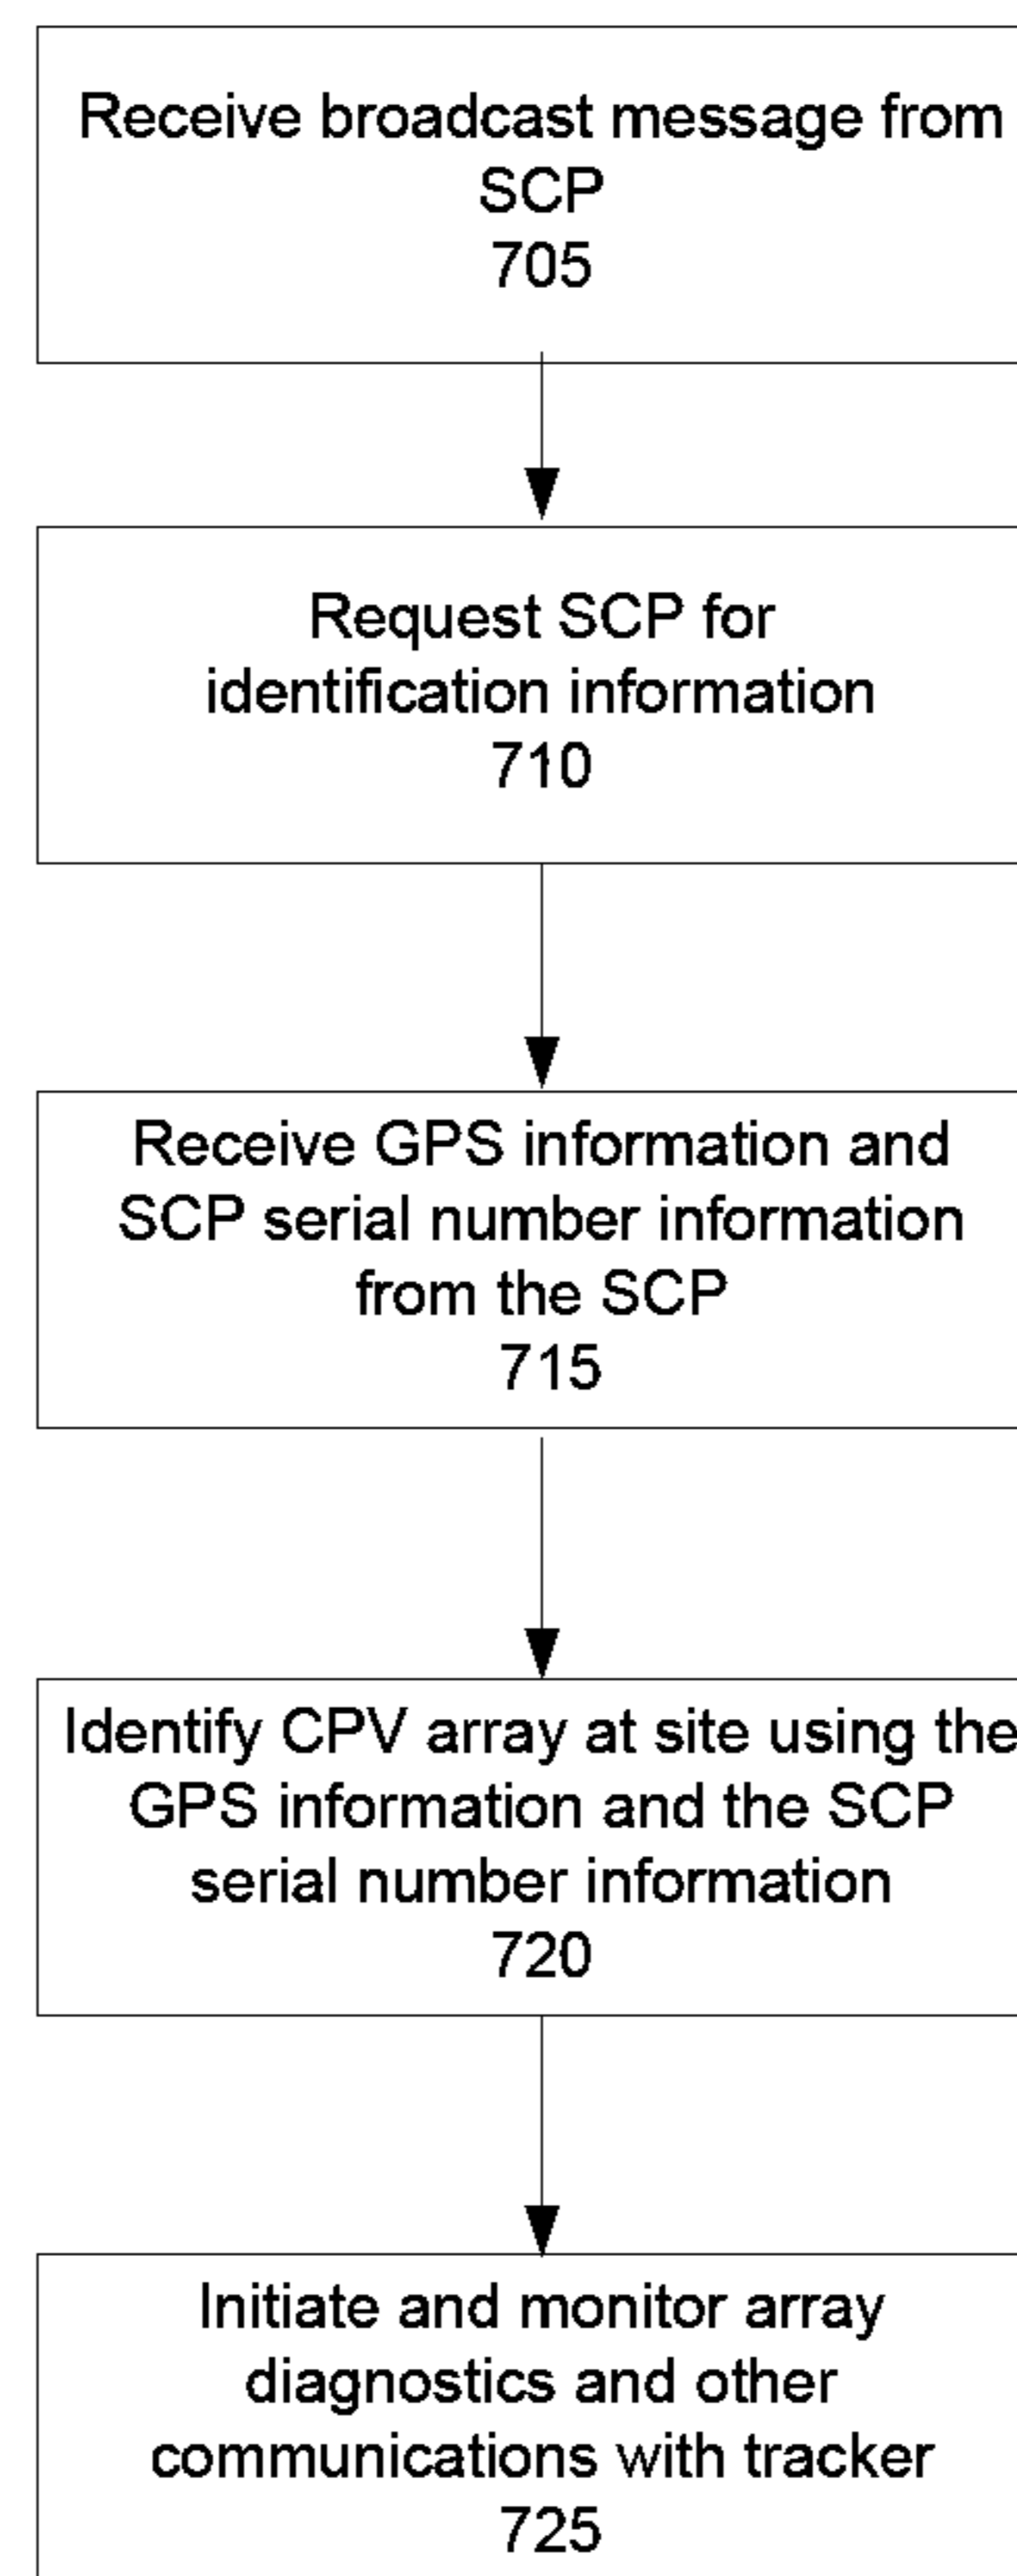 Receive broadcast message from
SCP
705
Request SCP for
identification information
710
Receive GPS information and
SCP serial number information
from the SCP
715
Identify CPV array at site using the
GPS information and the SCP
serial number information
720
Initiate and monitor array
diagnostics and other
communications with tracker
725